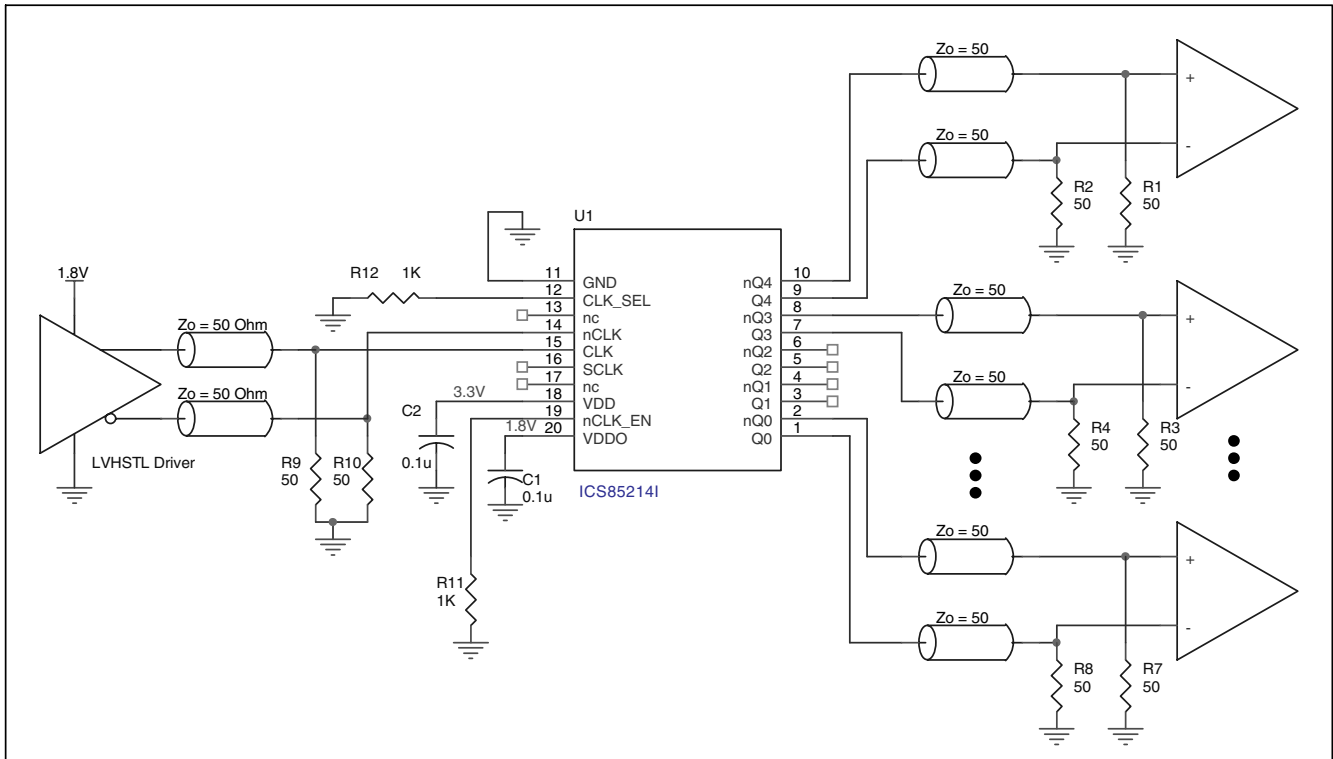 Zo = 50
+
Zo = 50
-
R2
50
R1
50
U1
1.8V
R12 1K
11
12
13
14
15
16
17
18
19
20
GND
CLK_SEL
nc
nCLK
CLK
SCLK
nc
VDD
nCLK_EN
VDDO
nQ4
Q4
nQ3
Q3
nQ2
Q2
nQ1
Q1
nQ0
Q0
10
9
8
7
6
5
4
3
2
1
Zo = 50 Ohm
Zo = 50 Ohm
LVHSTL Driver
3.3V
1.8V
C2
0.1u
C1
0.1u
R9
50
R10
50
R11
1K
ICS85214I
Zo = 50
+
Zo = 50
-
R4
50
R3
50
Zo = 50
+
Zo = 50
-
R8
50
R7
50